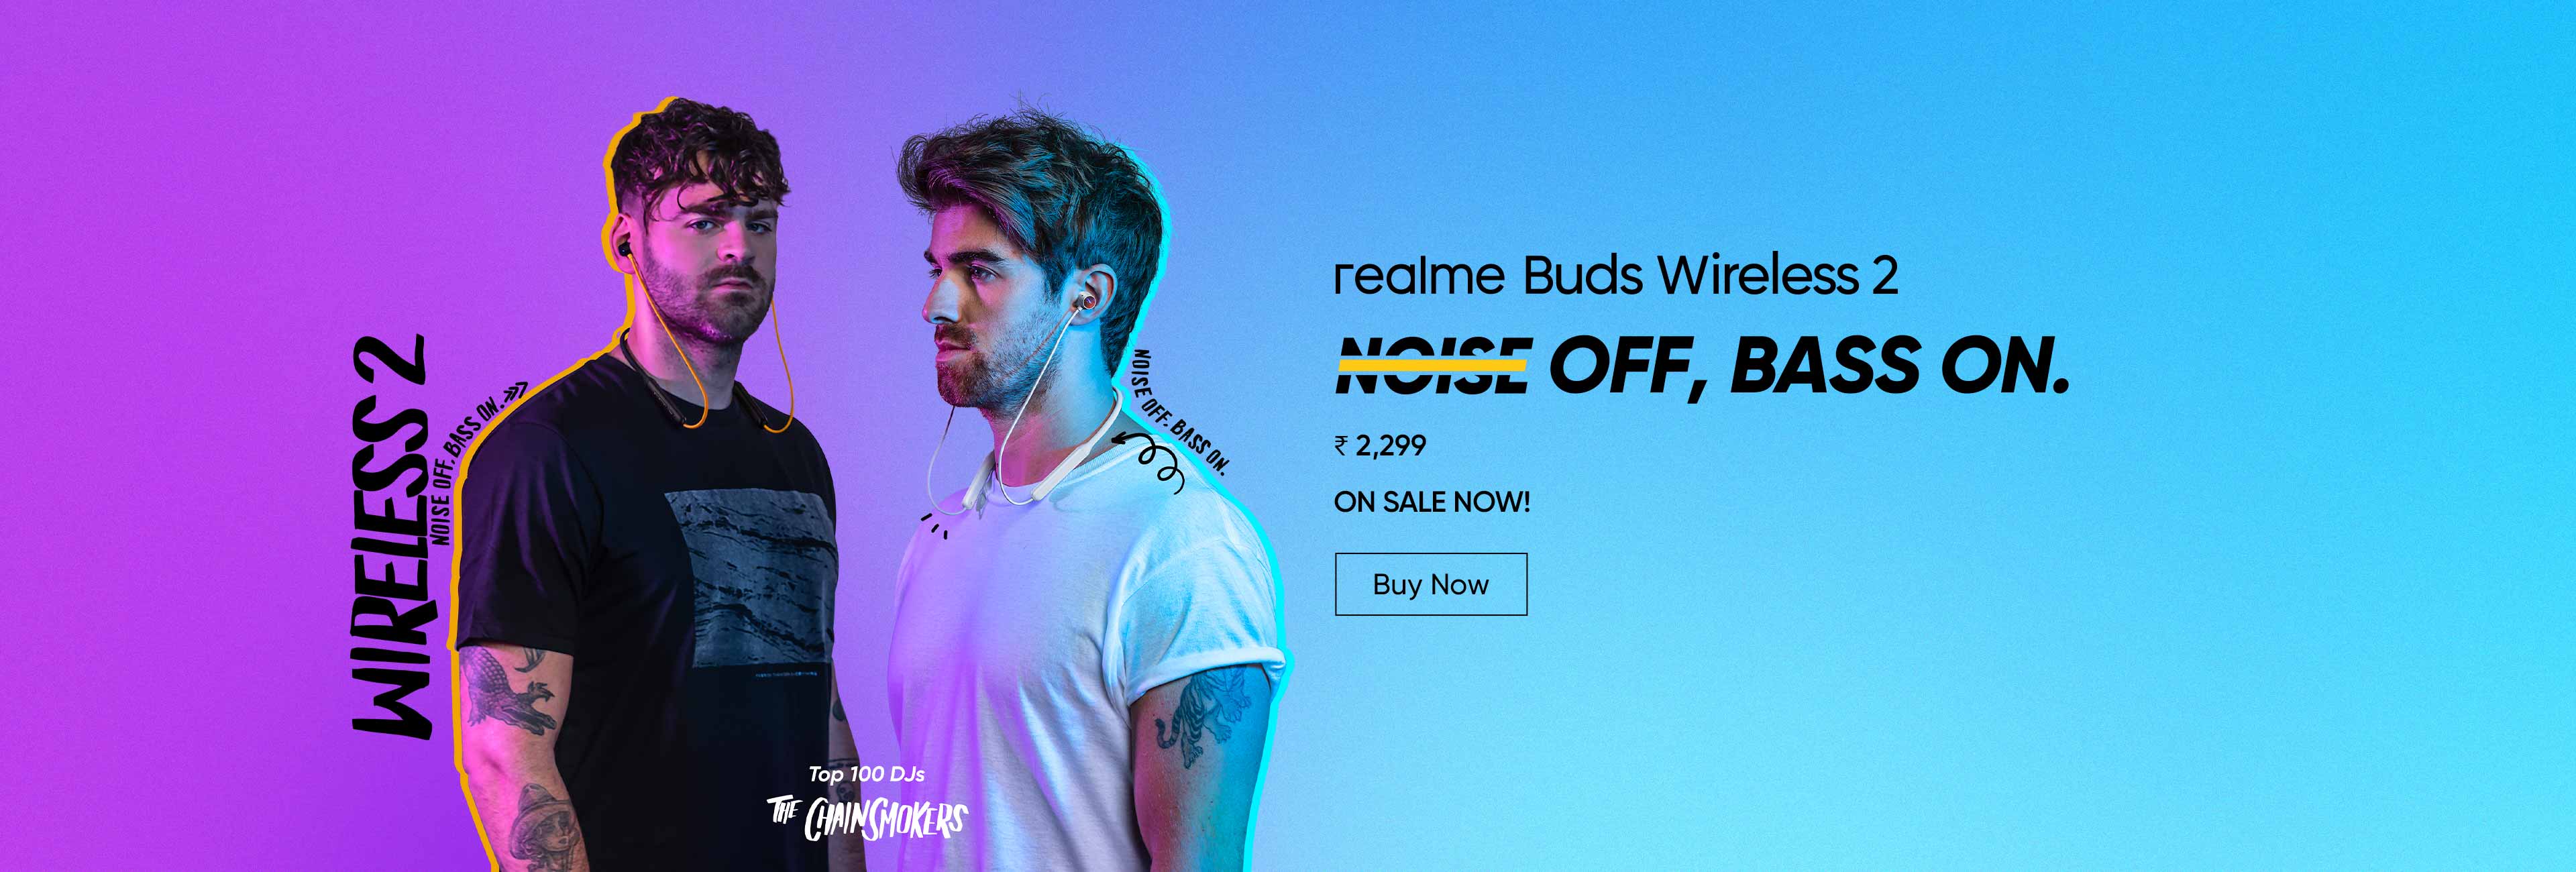 WIRELESS 2
NOISE OFF, BASS ON.
NOISE OFF, BASS ON.
Top 100 DJs
THE CHAINSMOKERS
realme Buds Wireless 2
NOISE OFF, BASS ON.
₹ 2,299
ON SALE NOW!
Buy Now